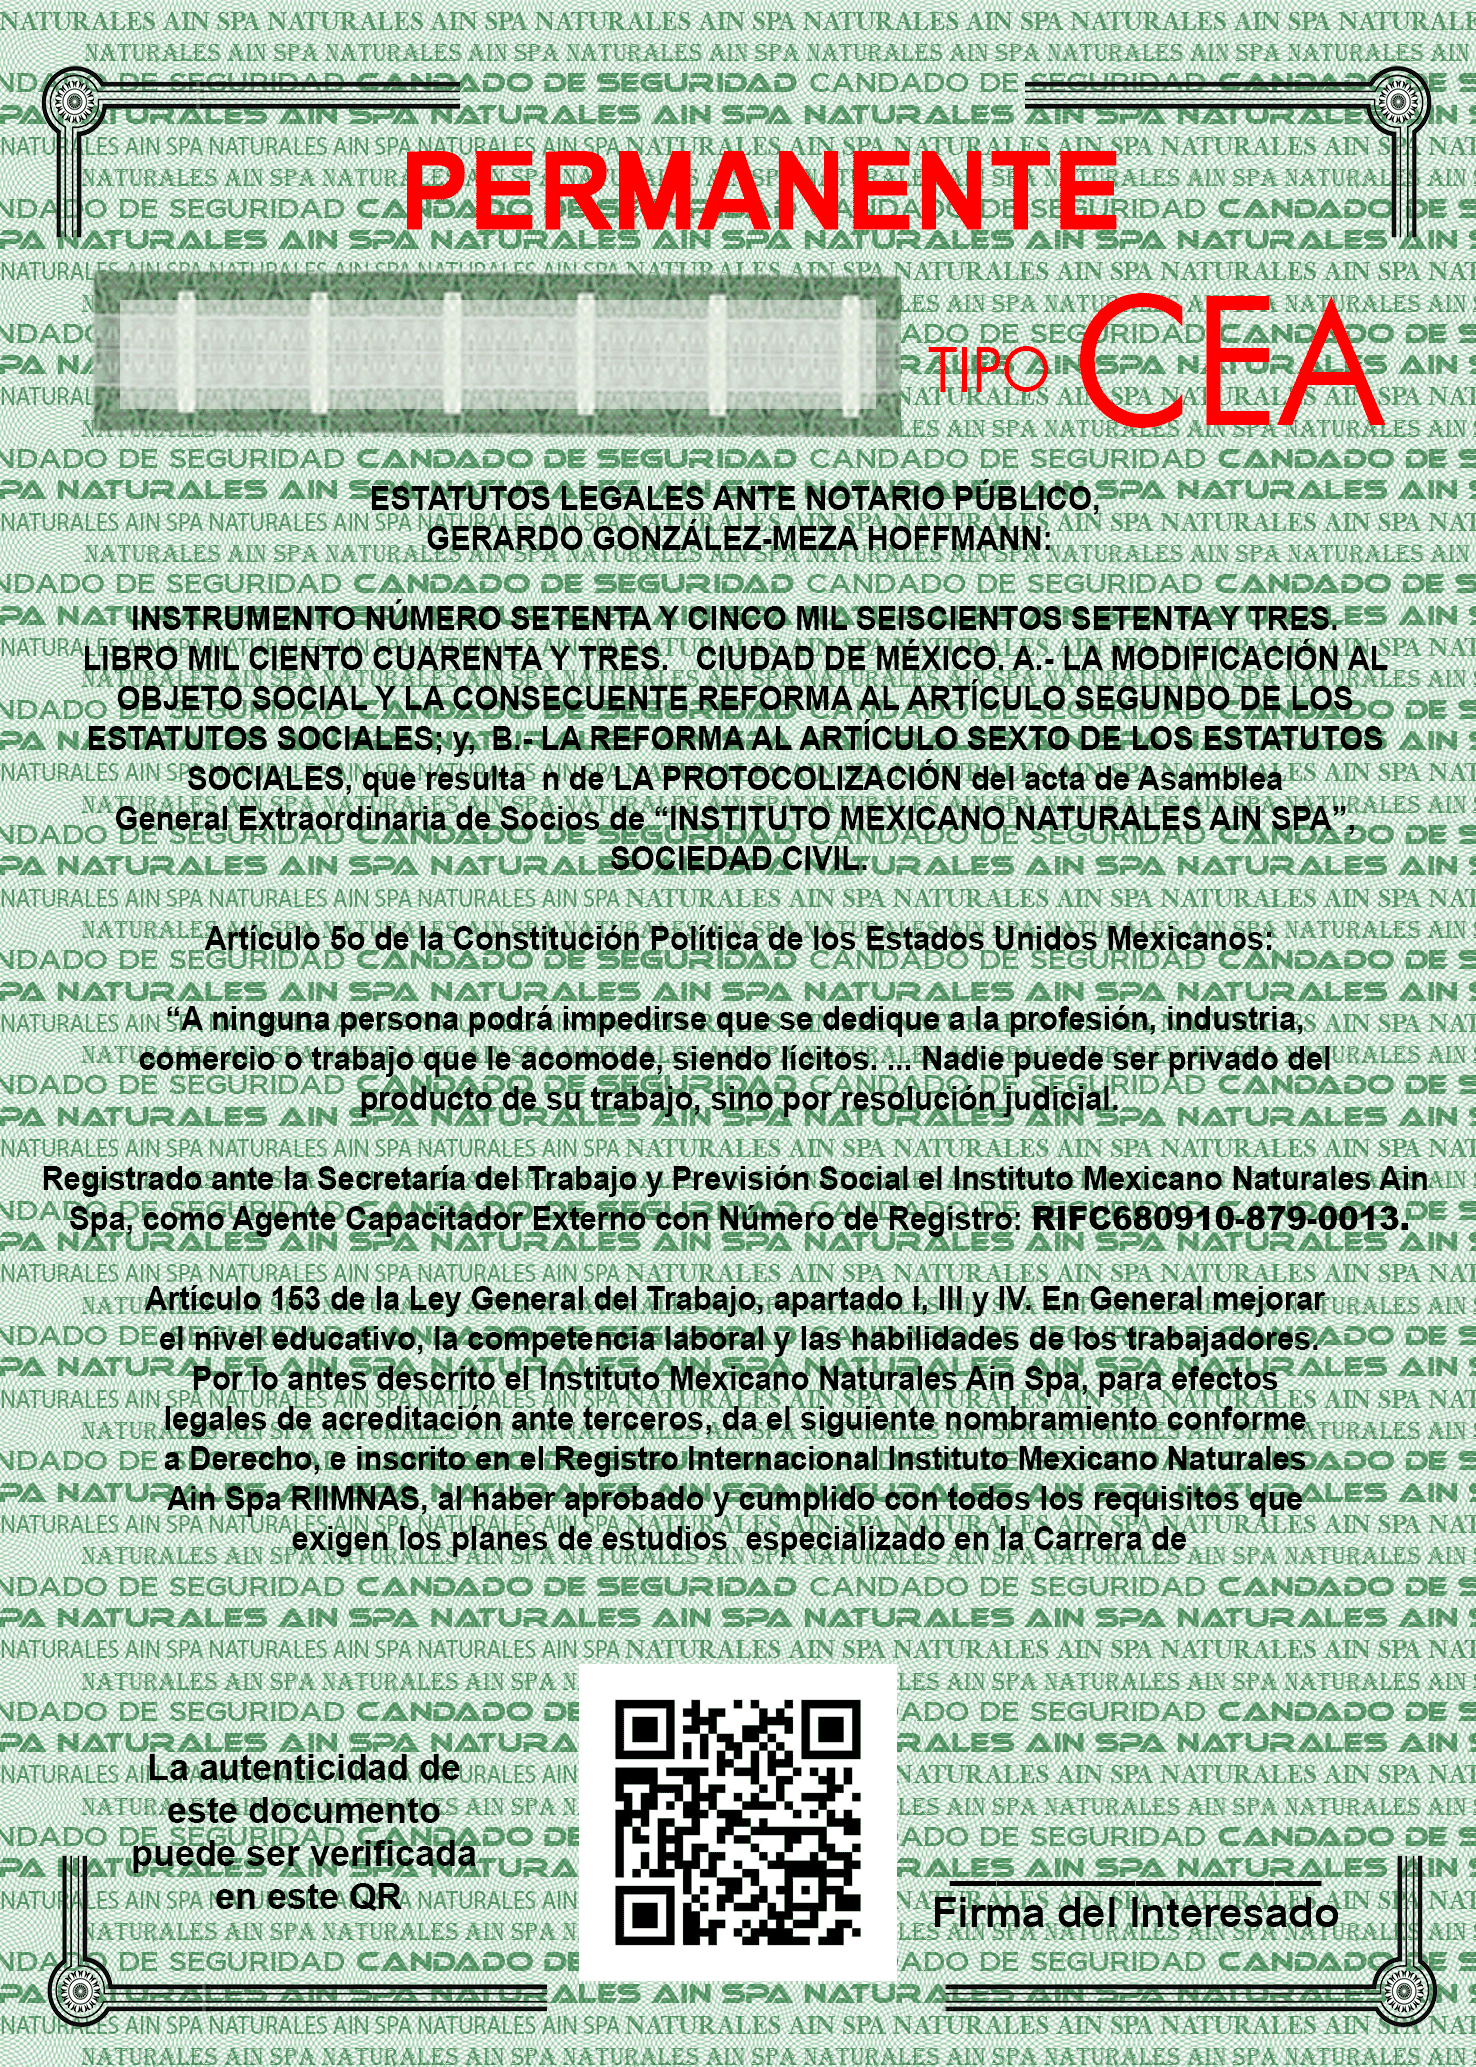 PERMANENTE
TIPO CEA
ESTATUTOS LEGALES ANTE NOTARIO PÚBLICO,
GERARDO GONZÁLEZ-MEZA HOFFMANN:
INSTRUMENTO NÚMERO SETENTA Y CINCO MIL SEISCIENTOS SETENTA Y TRES.
LIBRO MIL CIENTO CUARENTA Y TRES. CIUDAD DE MÉXICO. A.- LA MODIFICACIÓN AL
OBJETO SOCIAL Y LA CONSECUENTE REFORMA AL ARTÍCULO SEGUNDO DE LOS
ESTATUTOS SOCIALES; y, B.- LA REFORMA AL ARTÍCULO SEXTO DE LOS ESTATUTOS
SOCIALES, que resulta n de LA PROTOCOLIZACIÓN del acta de Asamblea
General Extraordinaria de Socios de “INSTITUTO MEXICANO NATURALES AIN SPA”,
SOCIEDAD CIVIL.
Artículo 5o de la Constitución Política de los Estados Unidos Mexicanos:
“A ninguna persona podrá impedirse que se dedique a la profesión, industria,
comercio o trabajo que le acomode, siendo lícitos. ... Nadie puede ser privado del
producto de su trabajo, sino por resolución judicial.
Registrado ante la Secretaría del Trabajo y Previsión Social el Instituto Mexicano Naturales Ain
Spa, como Agente Capacitador Externo con Número de Registro: RIFC680910-879-0013.
Artículo 153 de la Ley General del Trabajo, apartado I, III y IV. En General mejorar
el nivel educativo, la competencia laboral y las habilidades de los trabajadores.
Por lo antes descrito el Instituto Mexicano Naturales Ain Spa, para efectos
legales de acreditación ante terceros, da el siguiente nombramiento conforme
a Derecho, e inscrito en el Registro Internacional Instituto Mexicano Naturales
Ain Spa RIIMNAS, al haber aprobado y cumplido con todos los requisitos que
exigen los planes de estudios especializado en la Carrera de
La autenticidad de
este documento
puede ser verificada
en este QR
Firma del Interesado